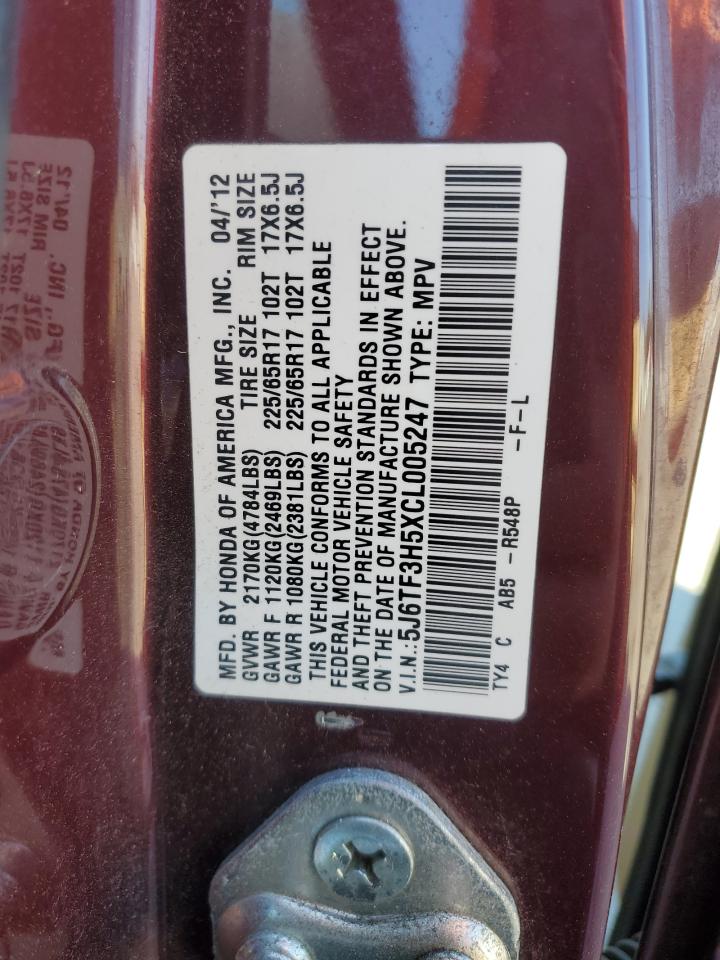 MFD. BY HONDA OF AMERICA MFG., INC. 04/'12
GVWR 2170KG(4784LBS) TIRE SIZE RIM SIZE
GAWR F 1120KG(2469LBS) 225/65R17 102T 17X6.5J
GAWR R 1080KG(2381LBS) 225/65R17 102T 17X6.5J
THIS VEHICLE CONFORMS TO ALL APPLICABLE
FEDERAL MOTOR VEHICLE SAFETY
AND THEFT PREVENTION STANDARDS IN EFFECT
ON THE DATE OF MANUFACTURE SHOWN ABOVE.
V.I.N.:5J6TF3H5XCL005247 TYPE: MPV
TY4 C AB5 -R548P -F-L